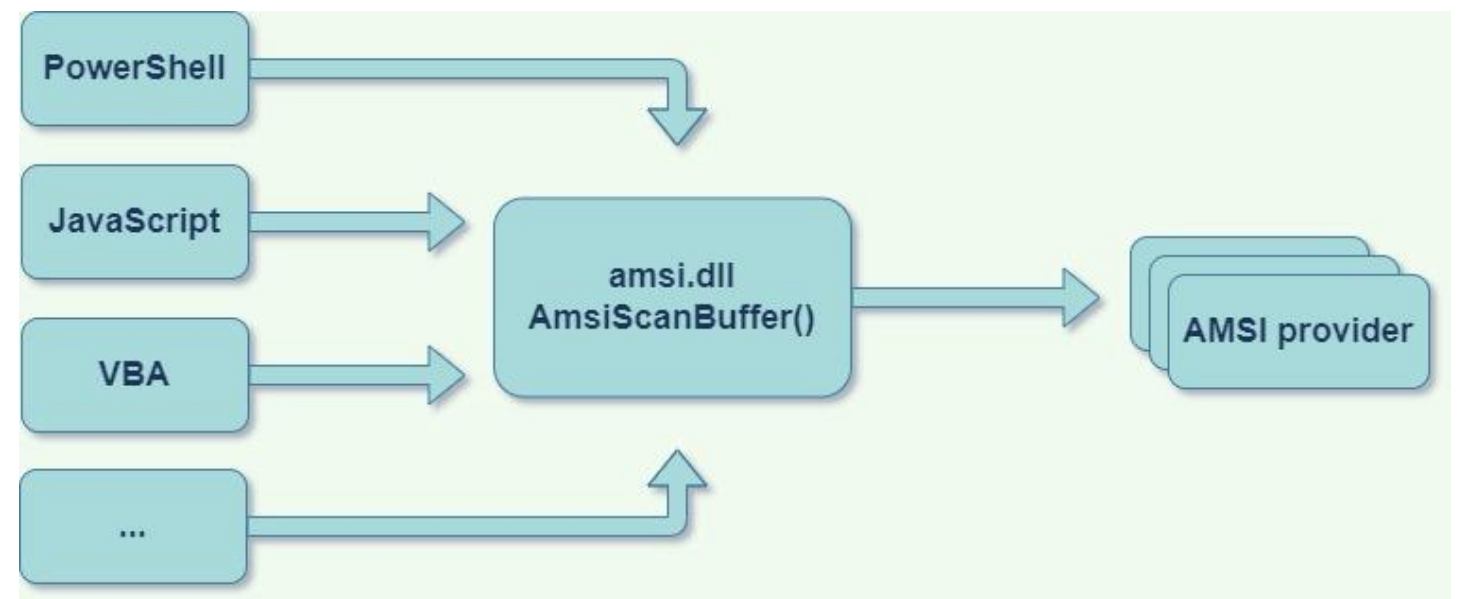 PowerShell
JavaScript
VBA
...
amsi.dll
AmsiScanBuffer()
AMSI provider